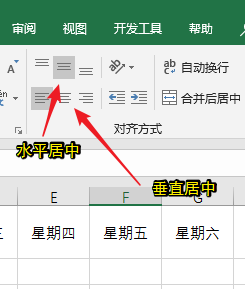 审阅 视图 开发工具 帮助
A ab c 自动换行
wén 合并后居中
对齐方式
水平居中
垂直居中
E F G
星期四 星期五 星期六